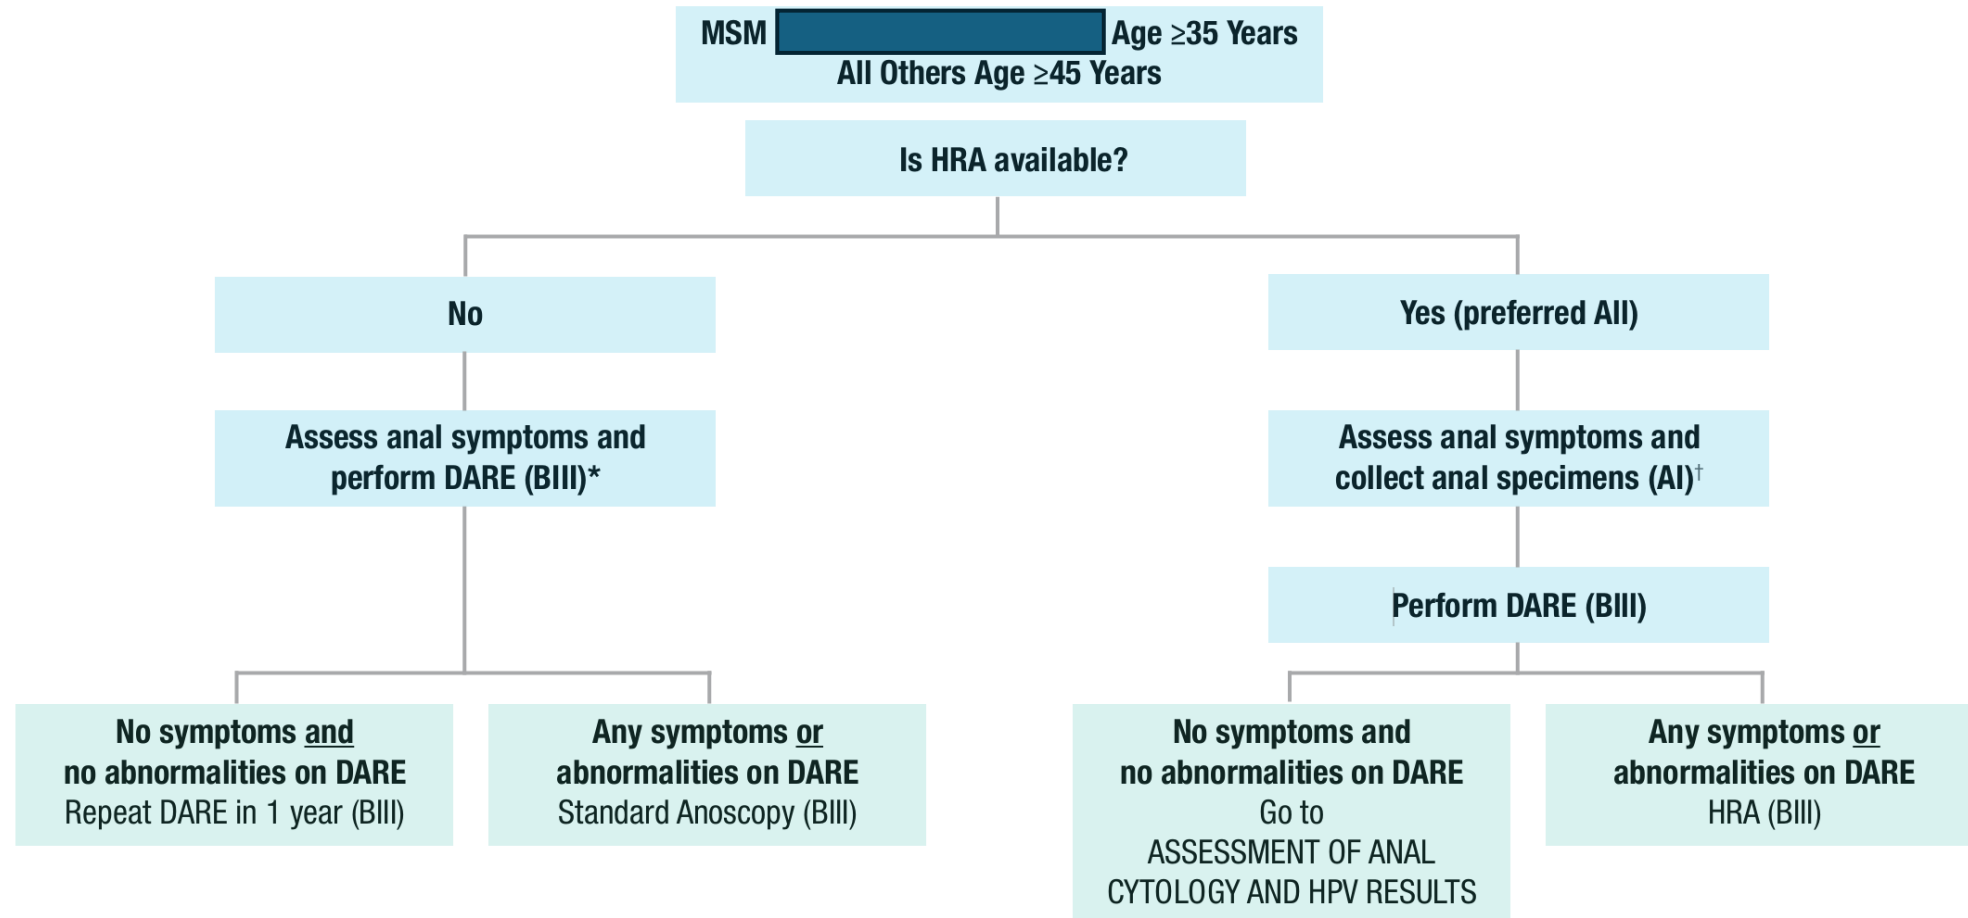 MSM Age ≥35 Years
All Others Age ≥45 Years
Is HRA available?
No
Yes (preferred AII)
Assess anal symptoms and
perform DARE (BIII)*
Assess anal symptoms and
collect anal specimens (AI)†
Perform DARE (BIII)
No symptoms and
no abnormalities on DARE
Repeat DARE in 1 year (BIII)
Any symptoms or
abnormalities on DARE
Standard Anoscopy (BIII)
No symptoms and
no abnormalities on DARE
Go to
ASSESSMENT OF ANAL
CYTOLOGY AND HPV RESULTS
Any symptoms or
abnormalities on DARE
HRA (BIII)